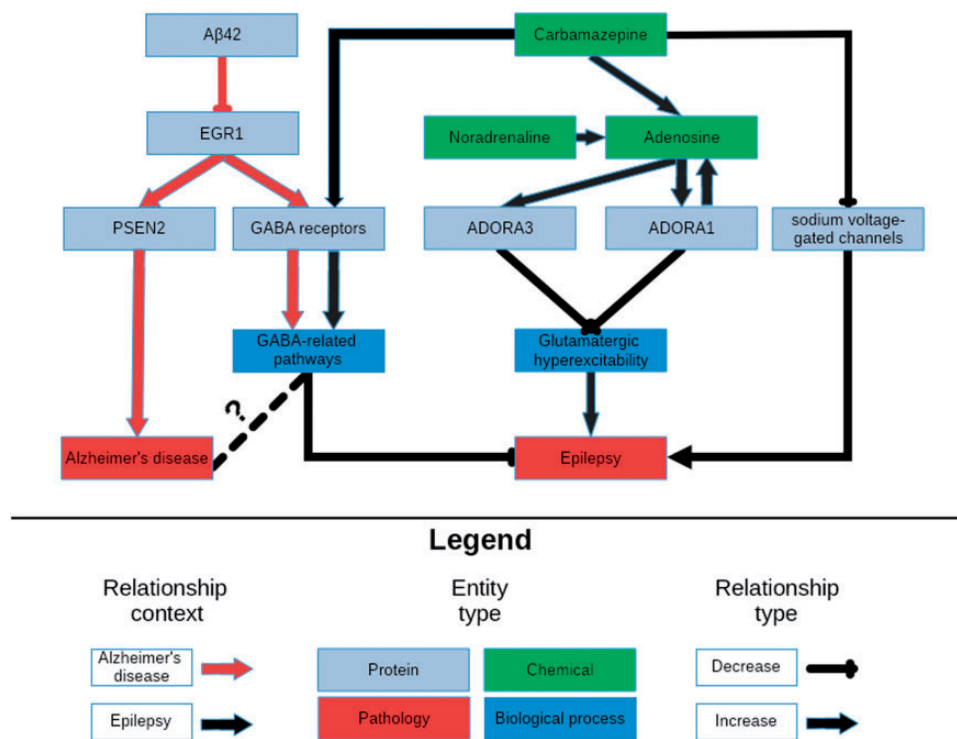 Aβ42
Carbamazepine
EGR1
Noradrenaline
Adenosine
PSEN2
GABA receptors
ADORA3
ADORA1
sodium voltage-
gated channels
GABA-related
pathways
Glutamatergic
hyperexcitability
?
Alzheimer's disease
Epilepsy
Legend
Relationship
context
Entity
type
Relationship
type
Alzheimer's
disease
Protein
Chemical
Decrease
Epilepsy
Pathology
Biological process
Increase